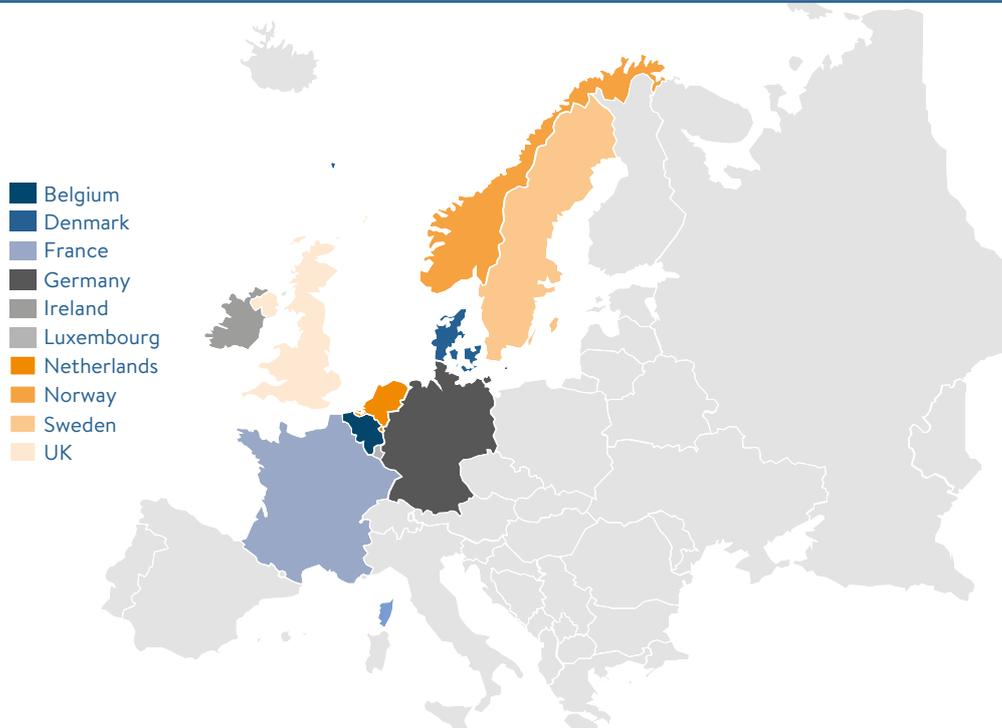 Belgium
Denmark
France
Germany
Ireland
Luxembourg
Netherlands
Norway
Sweden
UK